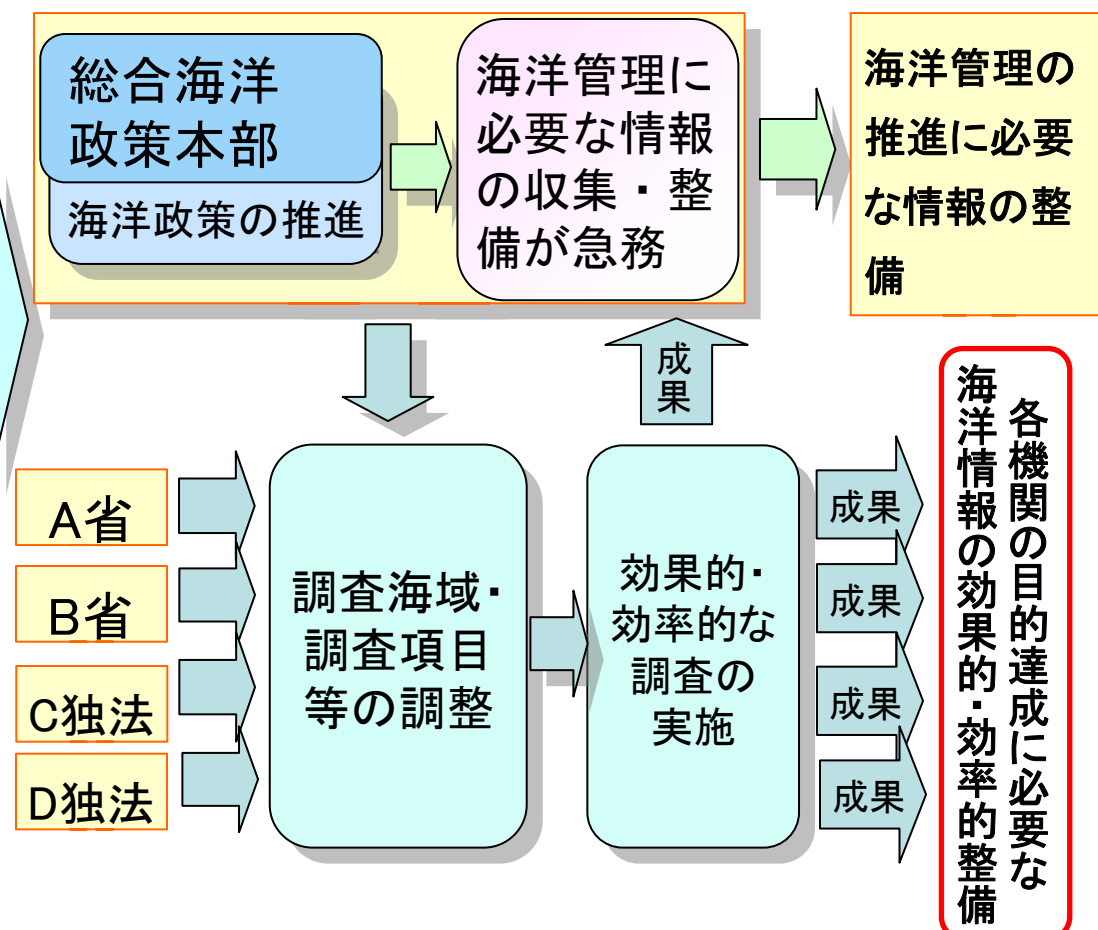 総合海洋
政策本部
海洋政策の推進
海洋管理に
必要な情報
の収集・整
備が急務
海洋管理の
推進に必要
な情報の整
備
成
果
A省
B省
C独法
D独法
調査海域・
調査項目
等の調整
効果的・
効率的な
調査の
実施
成果
成果
成果
成果
各機関の目的達成に必要な
海洋情報の効果的・効率的整備